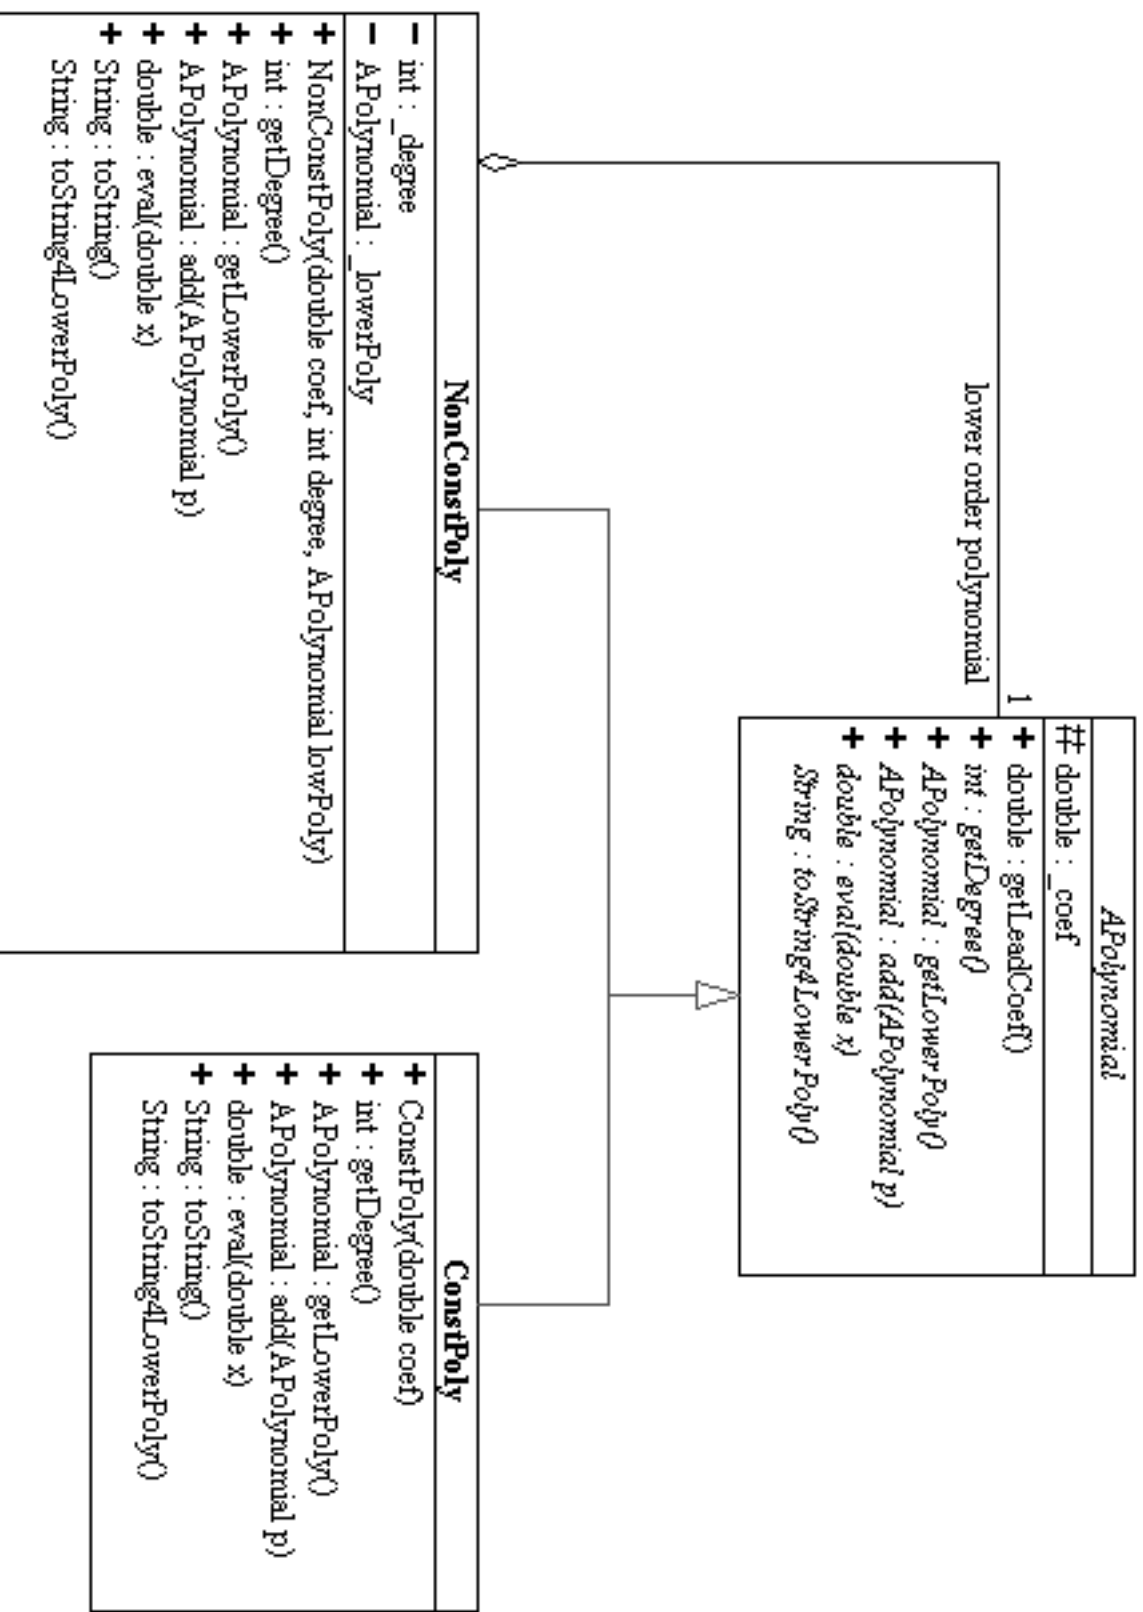 APolynomial
# double : _coef
+ double : getLeadCoef()
+ int : getDegree()
+ APolynomial : getLowerPoly()
+ APolynomial : add(APolynomial p)
+ double : eval(double x)
String : toString4LowerPoly()
1
lower order polynomial
NonConstPoly
− int : _degree
− APolynomial : _lowerPoly
+ NonConstPoly(double coef, int degree, APolynomial lowPoly)
+ int : getDegree()
+ APolynomial : getLowerPoly()
+ APolynomial : add(APolynomial p)
+ double : eval(double x)
+ String : toString()
String : toString4LowerPoly()
ConstPoly
+ ConstPoly(double coef)
+ int : getDegree()
+ APolynomial : getLowerPoly()
+ APolynomial : add(APolynomial p)
+ double : eval(double x)
+ String : toString()
String : toString4LowerPoly()